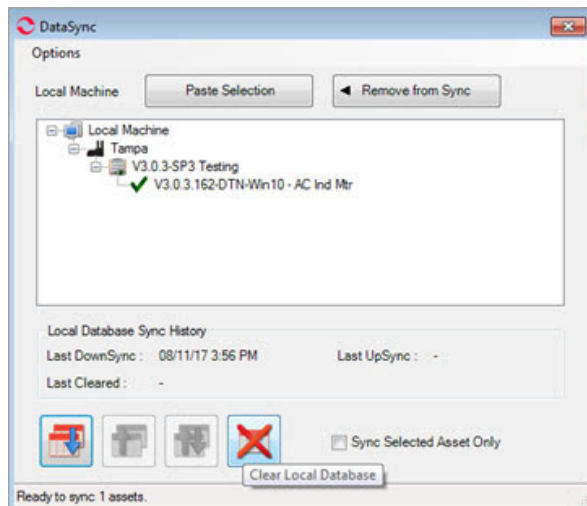 DataSync
Options
Local Machine Paste Selection Remove from Sync
Local Machine
Tampa
V3.0.3-SP3 Testing
V3.0.3.162-DTN-Win10 - AC Ind Mtr
Local Database Sync History
Last DownSync : 08/11/17 3:56 PM Last UpSync : -
Last Cleared : -
Sync Selected Asset Only
Clear Local Database
Ready to sync 1 assets.